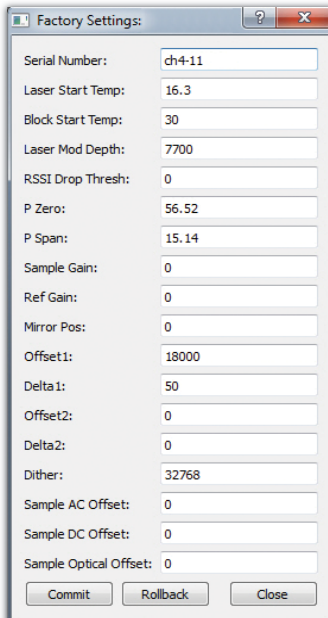 Factory Settings:
Serial Number: ch4-11
Laser Start Temp: 16.3
Block Start Temp: 30
Laser Mod Depth: 7700
RSSI Drop Thresh: 0
P Zero: 56.52
P Span: 15.14
Sample Gain: 0
Ref Gain: 0
Mirror Pos: 0
Offset1: 18000
Delta1: 50
Offset2: 0
Delta2: 0
Dither: 32768
Sample AC Offset: 0
Sample DC Offset: 0
Sample Optical Offset: 0
Commit Rollback Close